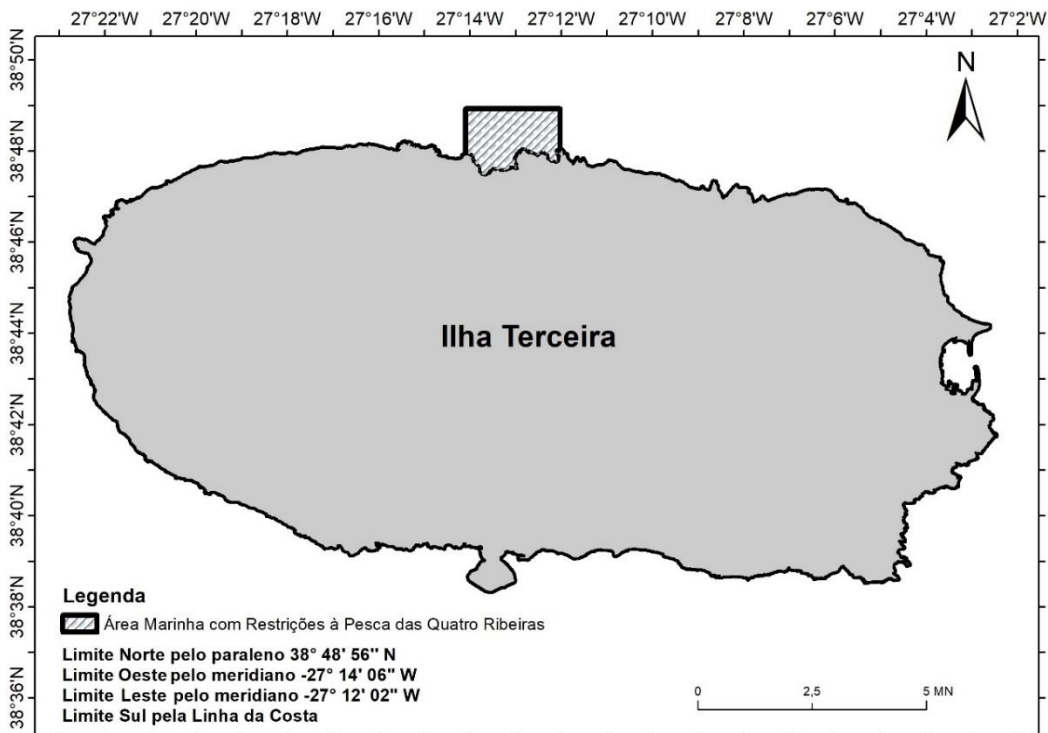 27°22'W 27°20'W 27°18'W 27°16'W 27°14'W 27°12'W 27°10'W 27°8'W 27°6'W 27°4'W 27°2'W
38°50'N
38°48'N
38°46'N
38°44'N
38°42'N
38°40'N
38°38'N
38°36'N
N
Ilha Terceira
Legenda
Área Marinha com Restrições à Pesca das Quatro Ribeiras
Limite Norte pelo paraleno 38° 48' 56" N
Limite Oeste pelo meridiano -27° 14' 06" W
Limite Leste pelo meridiano -27° 12' 02" W
Limite Sul pela Linha da Costa
0 2,5 5 MN